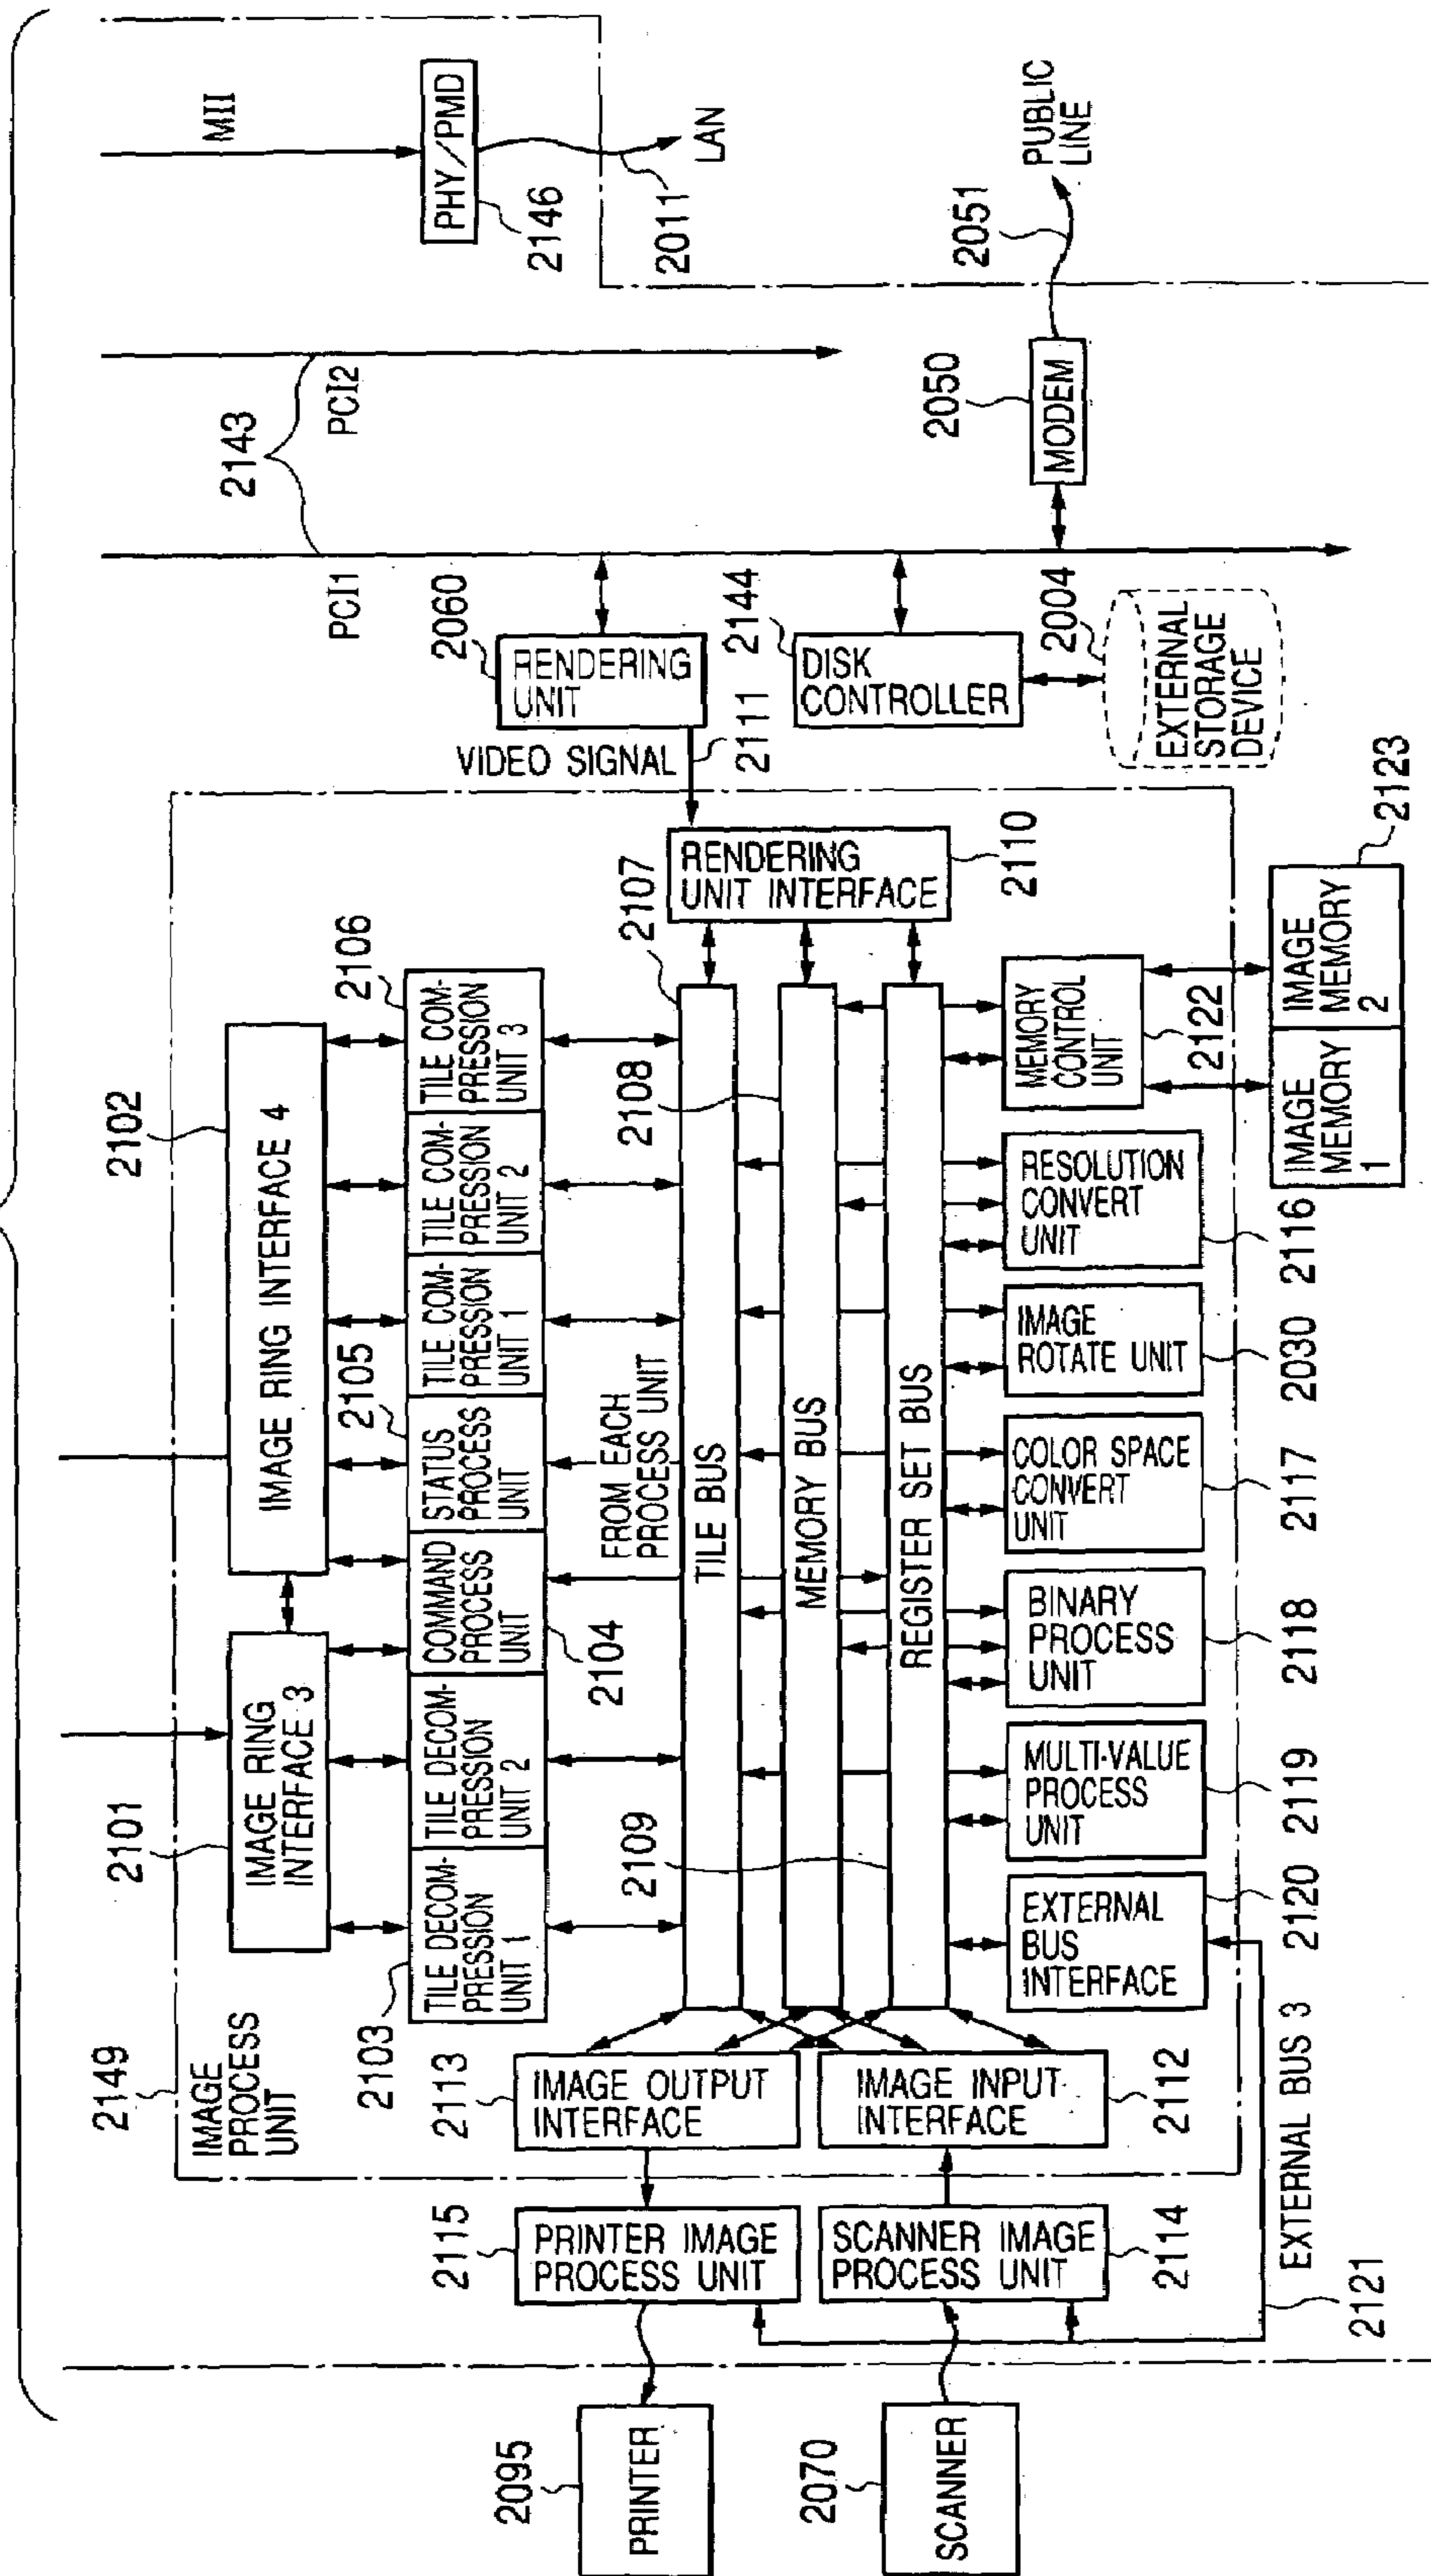 2149
IMAGE
PROCESS
UNIT
2101
IMAGE RING
INTERFACE 3
2102
IMAGE RING INTERFACE 4
2103
TILE DECOM-
PRESSION
UNIT 1
TILE DECOM-
PRESSION
UNIT 2
COMMAND
PROCESS
UNIT
2104
STATUS
PROCESS
UNIT
2105
TILE COM-
PRESSION
UNIT 1
TILE COM-
PRESSION
UNIT 2
TILE COM-
PRESSION
UNIT 3
2106
FROM EACH
PROCESS UNIT
TILE BUS
2107
MEMORY BUS
2108
REGISTER SET BUS
2109
RENDERING
UNIT INTERFACE
2110
VIDEO SIGNAL
2111
RENDERING
UNIT
2060
PCI1
PCI2
2143
MII
PHY/PMD
2146
2011
LAN
DISK
CONTROLLER
2144
2004
EXTERNAL
STORAGE
DEVICE
2050
MODEM
2051
PUBLIC
LINE
2113
IMAGE OUTPUT
INTERFACE
IMAGE INPUT
INTERFACE
2112
2115
PRINTER IMAGE
PROCESS UNIT
SCANNER IMAGE
PROCESS UNIT
2114
2095
PRINTER
2070
SCANNER
EXTERNAL
BUS
INTERFACE
2120
MULTI-VALUE
PROCESS
UNIT
2119
BINARY
PROCESS
UNIT
2118
COLOR SPACE
CONVERT
UNIT
2117
IMAGE
ROTATE UNIT
2030
RESOLUTION
CONVERT
UNIT
2116
MEMORY
CONTROL
UNIT
2122
IMAGE
MEMORY
1
IMAGE
MEMORY
2
2123
EXTERNAL BUS 3
2121